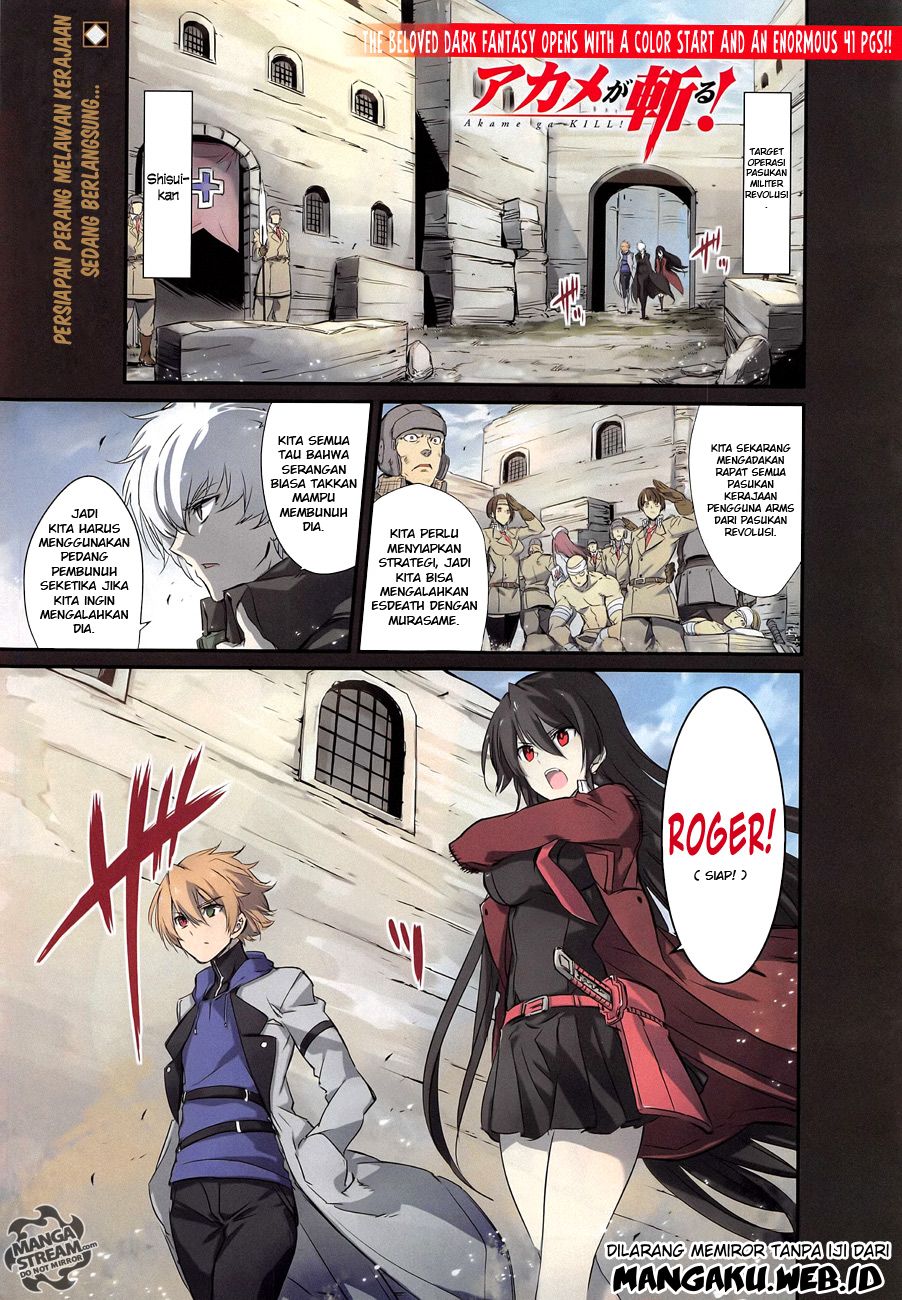 THE BELOVED DARK FANTASY OPENS WITH A COLOR START AND AN ENORMOUS 41 PGS!!
アカメが斬る!
Akame ga KILL!
PERSIAPAN PERANG MELAWAN KERAJAAN
SEDANG BERLANGSUNG...
TARGET
OPERASI
PASUKAN
MILITER
REVOLUSI
.
Shisui-
kan
KITA SEKARANG
MENGADAKAN
RAPAT SEMUA
PASUKAN
KERAJAAN
PENGGUNA ARMS
DARI PASUKAN
REVOLUSI.
KITA PERLU
MENYIAPKAN
STRATEGI, JADI
KITA BISA
MENGALAHKAN
ESDEATH DENGAN
MURASAME.
KITA SEMUA
TAU BAHWA
SERANGAN
BIASA TAKKAN
MAMPU
MEMBUNUH
DIA.
JADI
KITA HARUS
MENGGUNAKAN
PEDANG
PEMBUNUH
SEKETIKA JIKA
KITA INGIN
MENGALAHKAN
DIA.
ROGER!
( SIAP! )
MANGA
STREAM.com
DO NOT MIRROR!
DILARANG MEMIROR TANPA IJI DARI
MANGAKU.WEB.ID